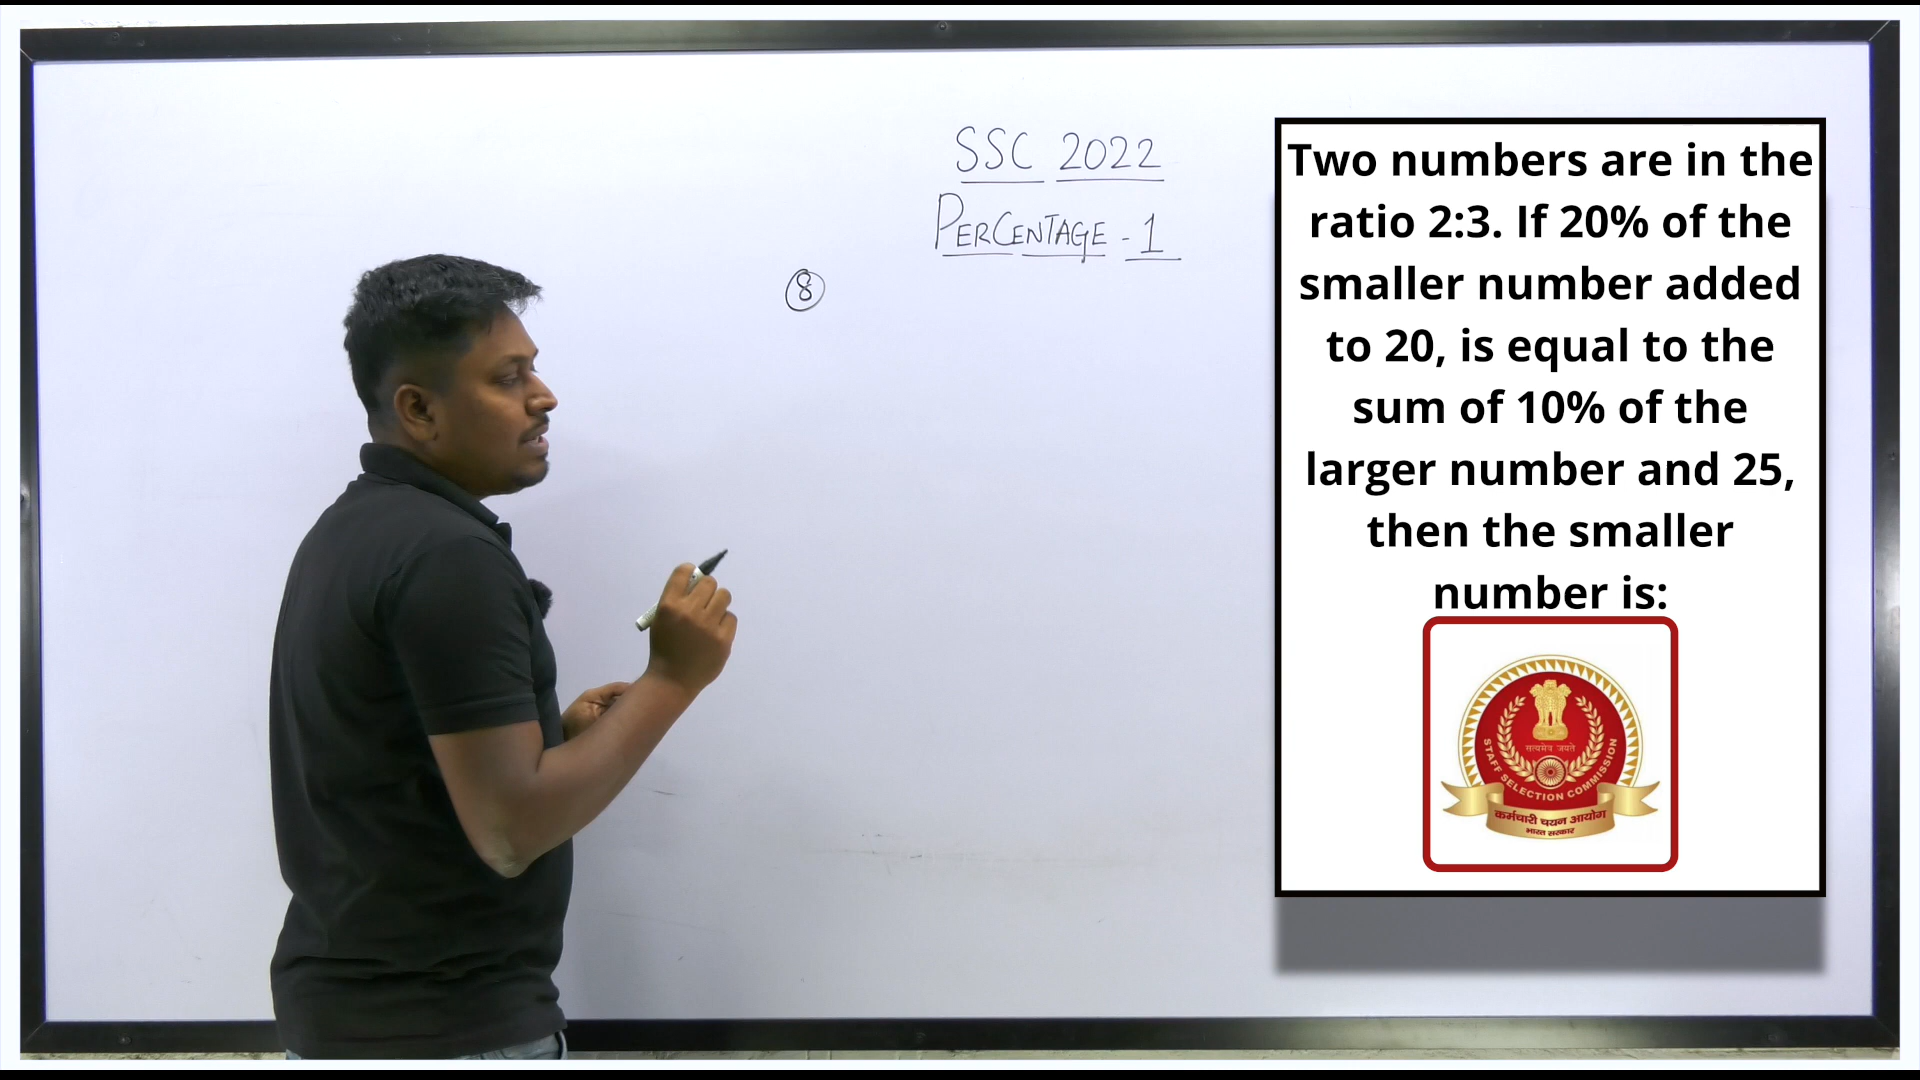 SSC 2022
PERCENTAGE - 1
8
Two numbers are in the
ratio 2:3. If 20% of the
smaller number added
to 20, is equal to the
sum of 10% of the
larger number and 25,
then the smaller
number is:
सत्यमेव जयते
STAFF SELECTION COMMISSION
कर्मचारी चयन आयोग
भारत सरकार